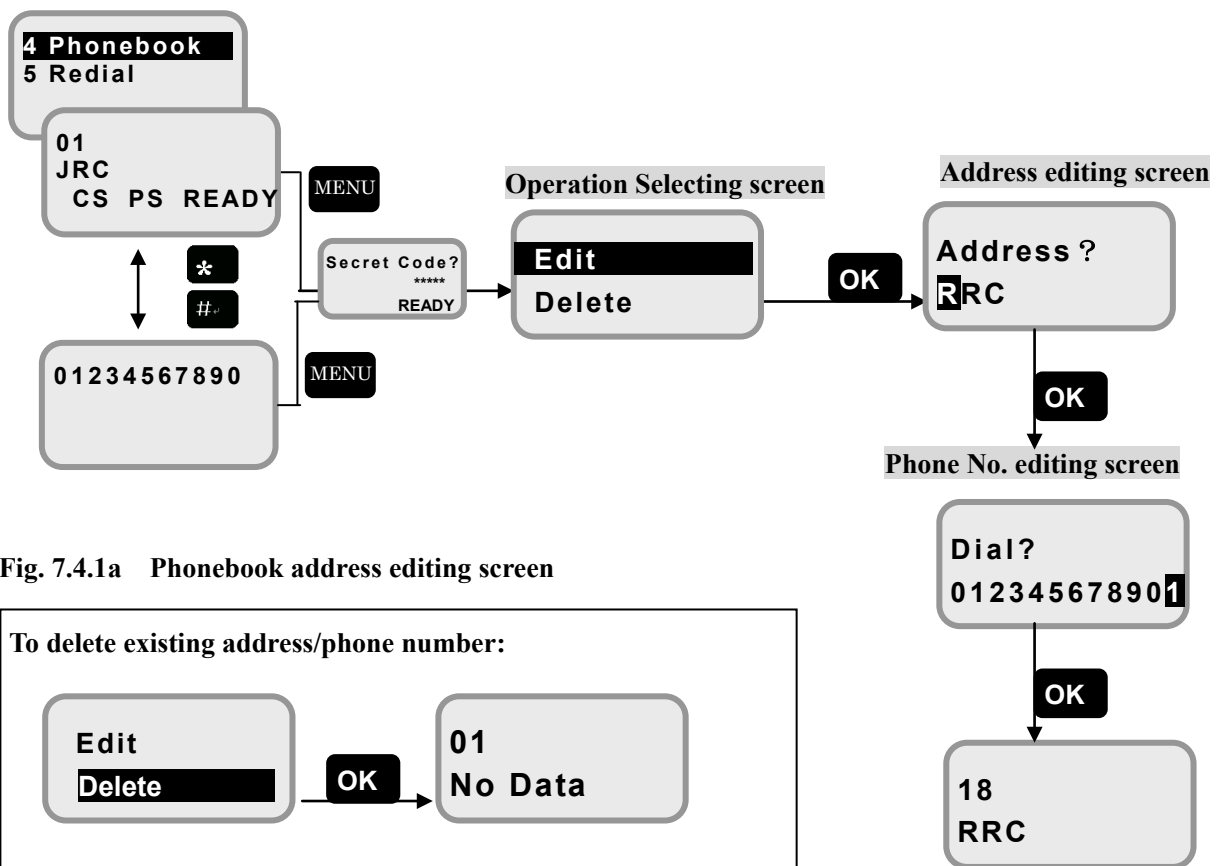 4 Phonebook
5 Redial
01
JRC
CS PS READY
MENU
*
#↵
01234567890
MENU
Secret Code?
*****
READY
Operation Selecting screen
Edit
Delete
OK
Address editing screen
Address？
RRC
OK
Phone No. editing screen
Dial?
012345678901
OK
18
RRC
Fig. 7.4.1a Phonebook address editing screen
To delete existing address/phone number:
Edit
Delete
OK
01
No Data